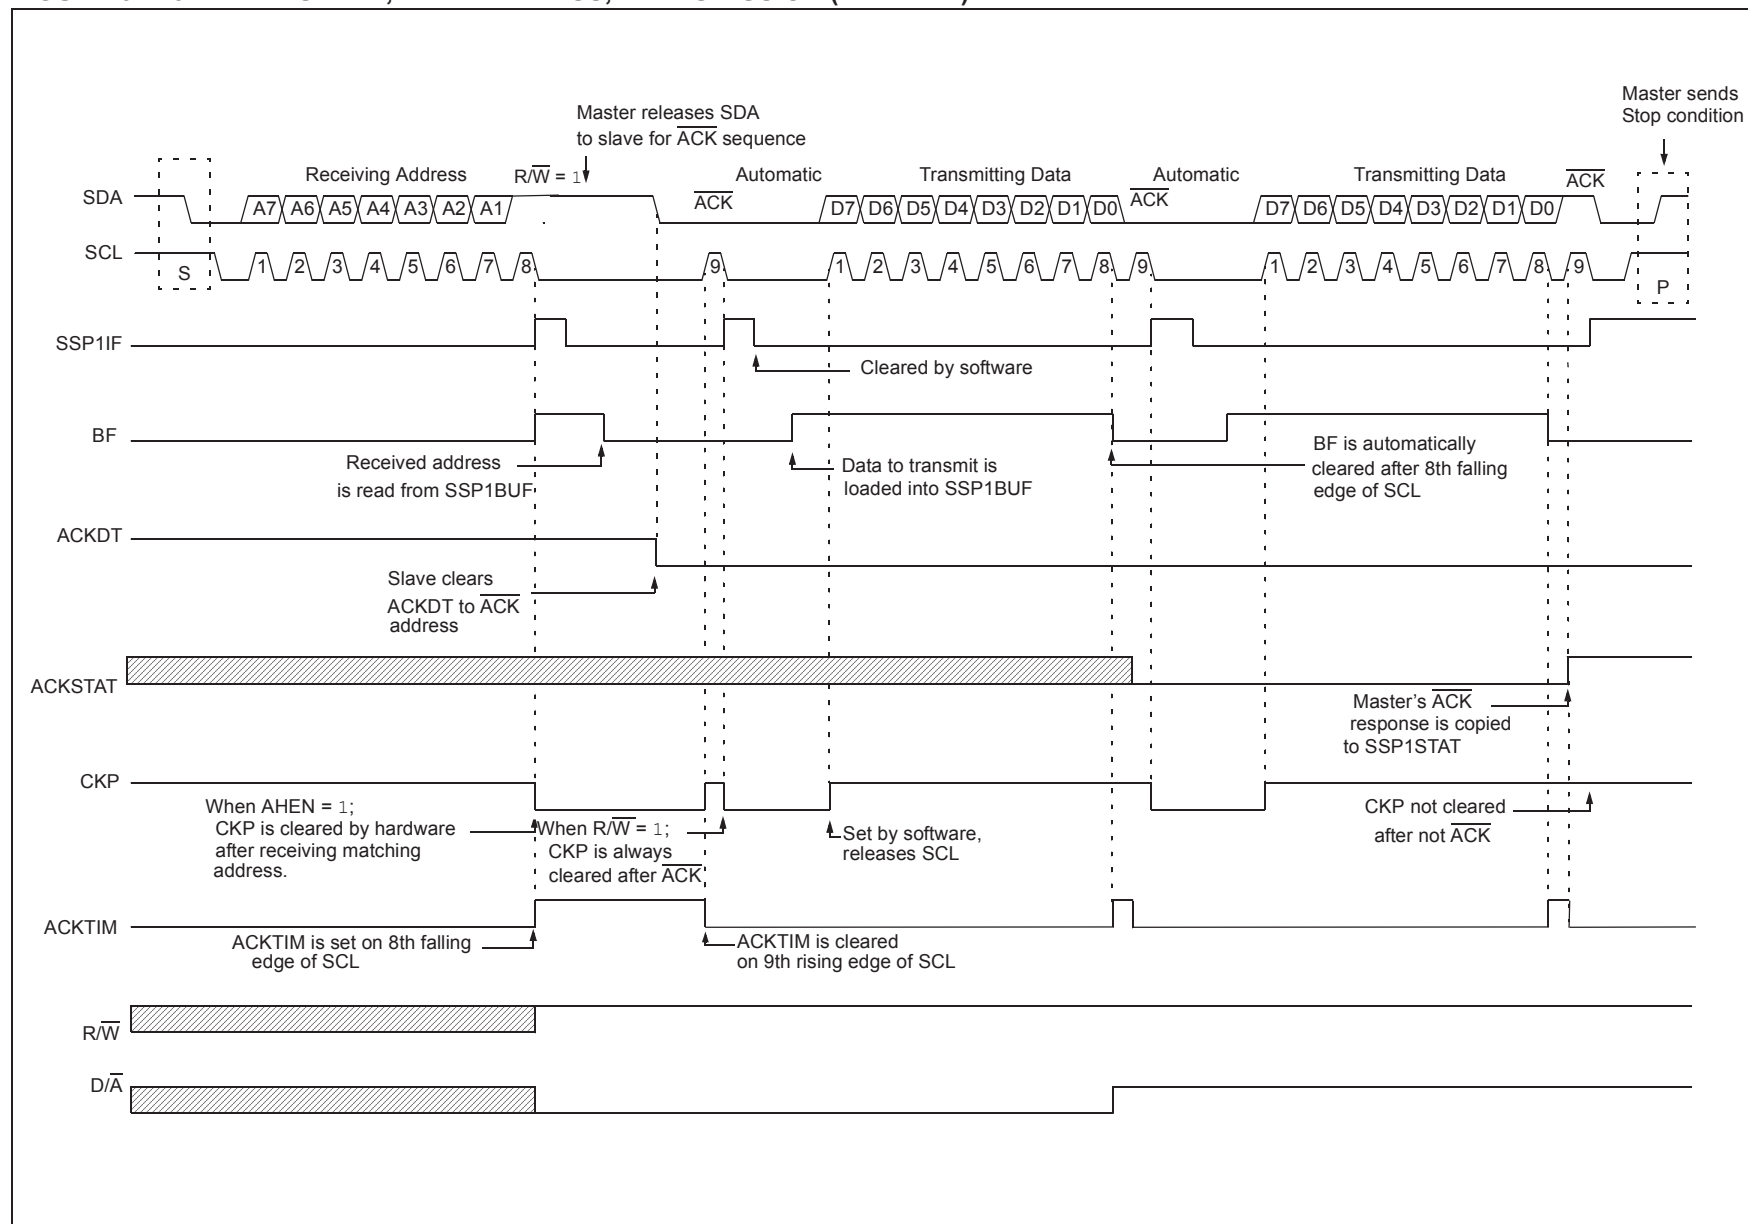 Master releases SDA
to slave for ACK sequence
Master sends
Stop condition
Receiving Address
R/W = 1
Automatic
Transmitting Data
Automatic
Transmitting Data
ACK
SDA
A7 A6 A5 A4 A3 A2 A1
ACK
D7 D6 D5 D4 D3 D2 D1 D0
ACK
D7 D6 D5 D4 D3 D2 D1 D0
SCL
S
1 2 3 4 5 6 7 8 9 1 2 3 4 5 6 7 8 9 1 2 3 4 5 6 7 8 9
P
SSP1IF
Cleared by software
BF
Received address
is read from SSP1BUF
Data to transmit is
loaded into SSP1BUF
BF is automatically
cleared after 8th falling
edge of SCL
ACKDT
Slave clears
ACKDT to ACK
address
ACKSTAT
Master's ACK
response is copied
to SSP1STAT
CKP
When AHEN = 1;
CKP is cleared by hardware
after receiving matching
address.
When R/W = 1;
CKP is always
cleared after ACK
Set by software,
releases SCL
CKP not cleared
after not ACK
ACKTIM
ACKTIM is set on 8th falling
edge of SCL
ACKTIM is cleared
on 9th rising edge of SCL
R/W
D/A